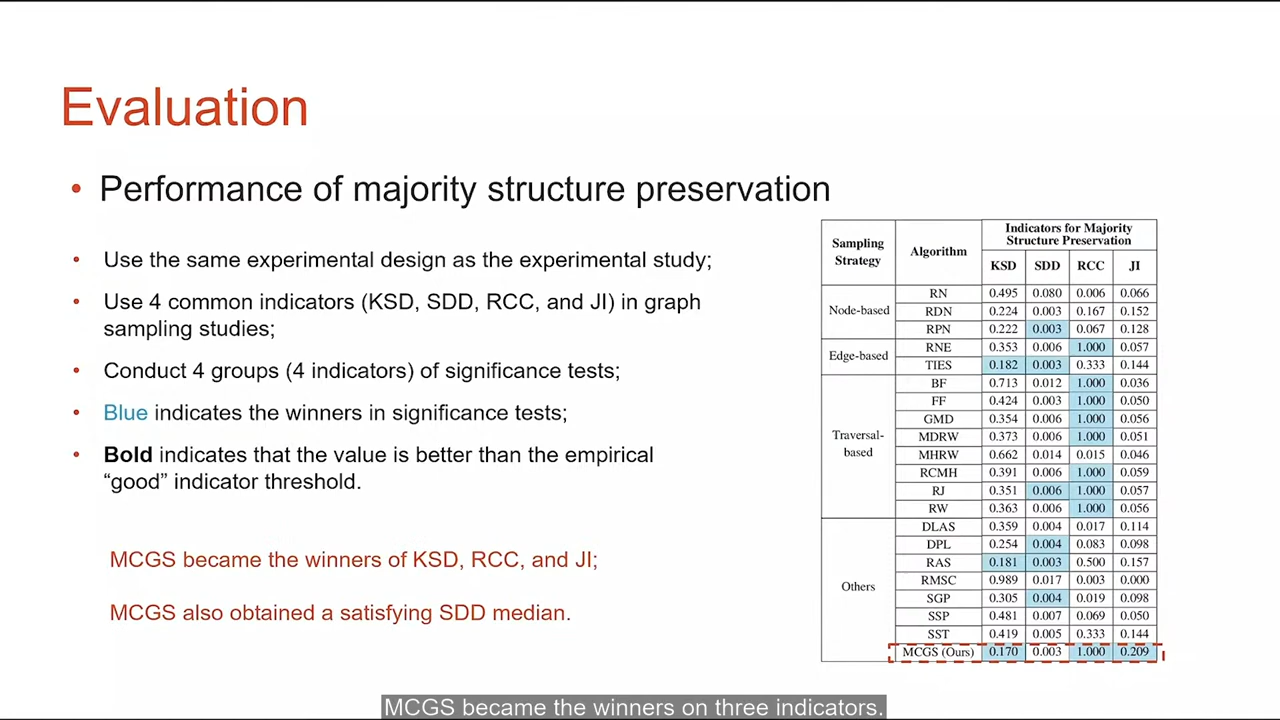 Evaluation
• Performance of majority structure preservation
• Use the same experimental design as the experimental study;
• Use 4 common indicators (KSD, SDD, RCC, and JI) in graph
sampling studies;
• Conduct 4 groups (4 indicators) of significance tests;
• Blue indicates the winners in significance tests;
• Bold indicates that the value is better than the empirical
“good” indicator threshold.
MCGS became the winners of KSD, RCC, and JI;
MCGS also obtained a satisfying SDD median.
Sampling
Strategy
Algorithm
Indicators for Majority
Structure Preservation
KSD SDD RCC JI
Node-based
RN 0.495 0.080 0.006 0.066
RDN 0.224 0.003 0.167 0.152
RPN 0.222 0.003 0.067 0.128
Edge-based
RNE 0.353 0.006 1.000 0.057
TIES 0.182 0.003 0.333 0.144
Traversal-
based
BF 0.713 0.012 1.000 0.036
FF 0.424 0.003 1.000 0.050
GMD 0.354 0.006 1.000 0.056
MDRW 0.373 0.006 1.000 0.051
MHRW 0.662 0.014 0.015 0.046
RCMH 0.391 0.006 1.000 0.059
RJ 0.351 0.006 1.000 0.057
RW 0.363 0.006 1.000 0.056
Others
DLAS 0.359 0.004 0.017 0.114
DPL 0.254 0.004 0.083 0.098
RAS 0.181 0.003 0.500 0.157
RMSC 0.989 0.017 0.003 0.000
SGP 0.305 0.004 0.019 0.098
SSP 0.481 0.007 0.069 0.050
SST 0.419 0.005 0.333 0.144
MCGS (Ours) 0.170 0.003 1.000 0.209
MCGS became the winners on three indicators.